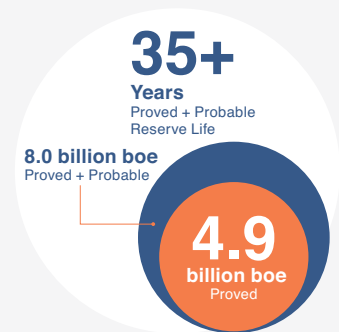 35+
Years
Proved + Probable
Reserve Life
8.0 billion boe
Proved + Probable
4.9
billion boe
Proved